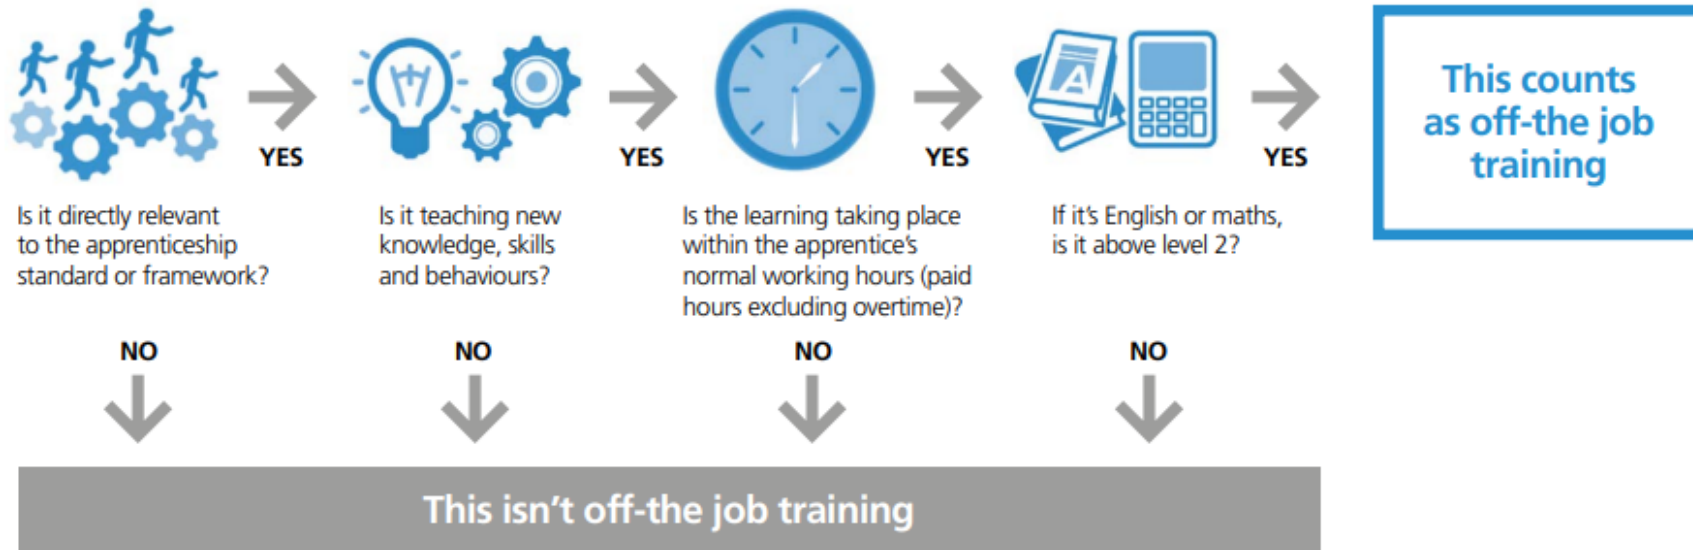 YES
YES
YES
YES
This counts
as off-the job
training
Is it directly relevant
to the apprenticeship
standard or framework?
Is it teaching new
knowledge, skills
and behaviours?
Is the learning taking place
within the apprentice's
normal working hours (paid
hours excluding overtime)?
If it's English or maths,
is it above level 2?
A
NO
NO
NO
NO
This isn't off-the job training